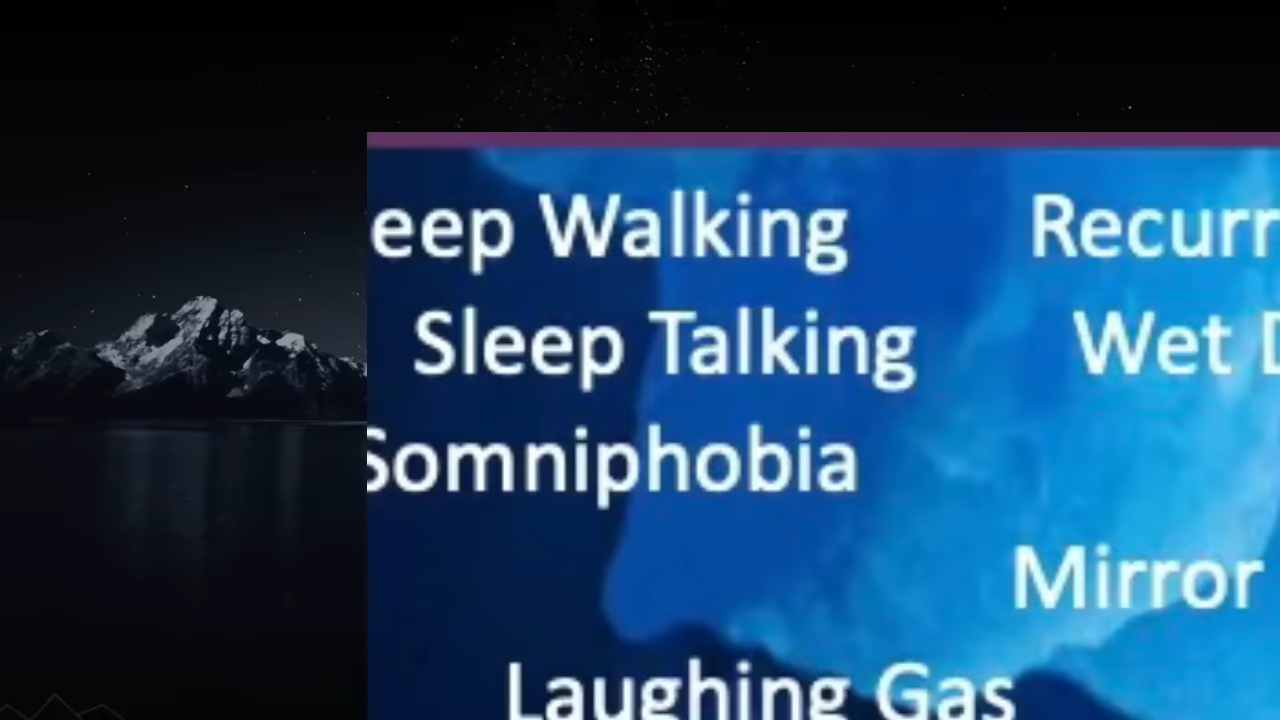 eep Walking Recurr
Sleep Talking Wet D
Somniphobia
Mirror
Laughing Gas